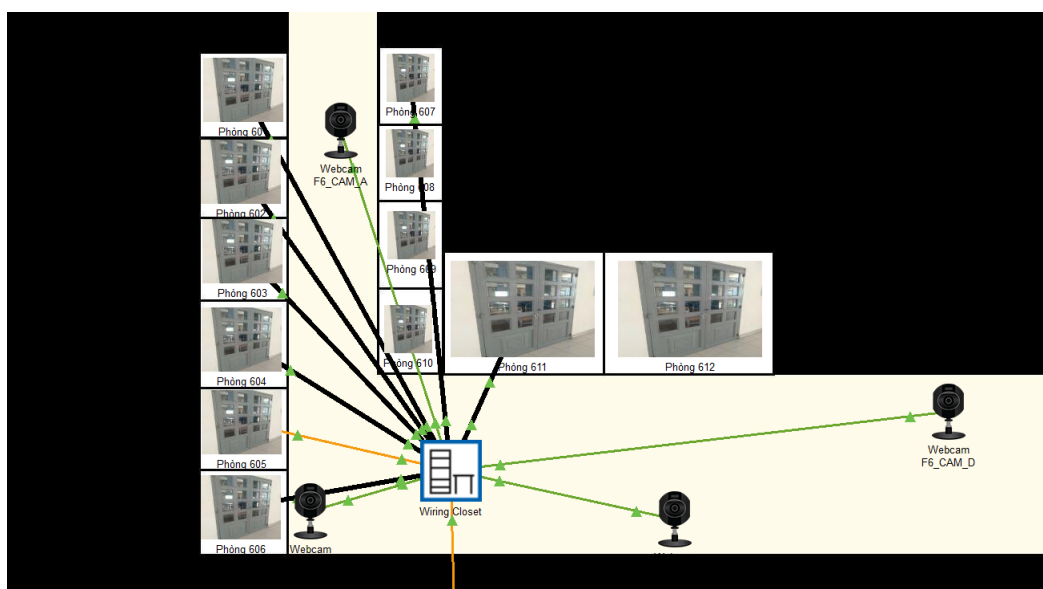 Phòng 60
Phòng 602
Phòng 603
Phòng 604
Phòng 605
Phòng 606
Webcam
F6_CAM_A
Phòng 607
Phòng 608
Phòng 609
Phòng 610
Phòng 611
Phòng 612
Webcam
F6_CAM_D
Wiring Closet
Webcam